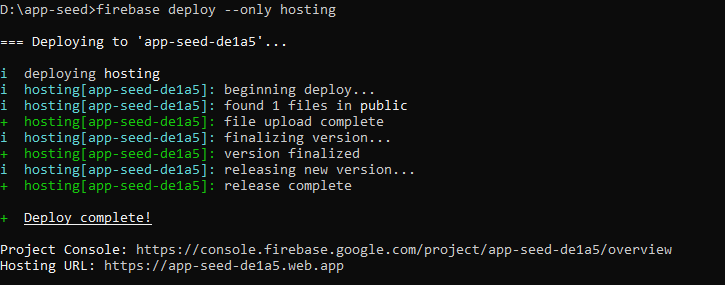 D:\app-seed>firebase deploy --only hosting
=== Deploying to 'app-seed-de1a5'...
i deploying hosting
i hosting[app-seed-de1a5]: beginning deploy...
i hosting[app-seed-de1a5]: found 1 files in public
+ hosting[app-seed-de1a5]: file upload complete
i hosting[app-seed-de1a5]: finalizing version...
+ hosting[app-seed-de1a5]: version finalized
i hosting[app-seed-de1a5]: releasing new version...
+ hosting[app-seed-de1a5]: release complete
+ Deploy complete!
Project Console: https://console.firebase.google.com/project/app-seed-de1a5/overview
Hosting URL: https://app-seed-de1a5.web.app